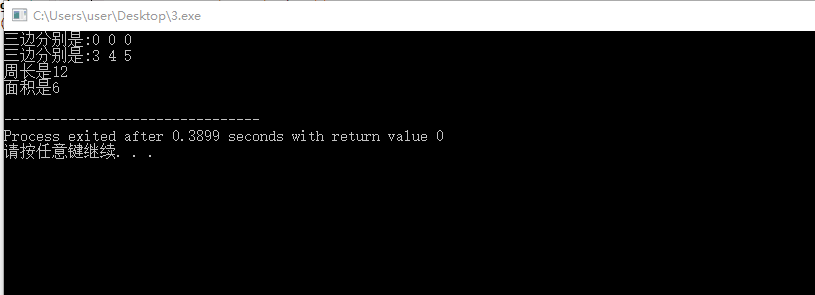 C:\Users\user\Desktop\3.exe
三边分别是:0 0 0
三边分别是:3 4 5
周长是12
面积是6
--------------------------------
Process exited after 0.3899 seconds with return value 0
请按任意键继续. . .